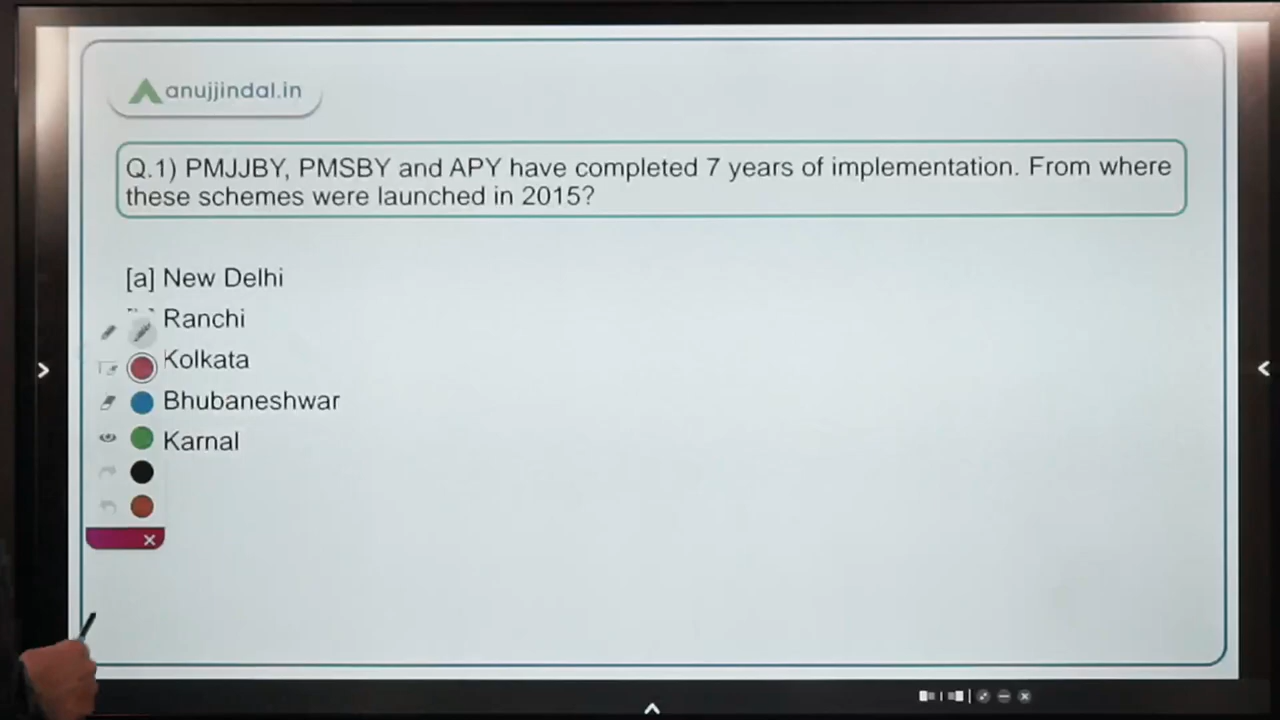 anujjindal.in
Q.1) PMJJBY, PMSBY and APY have completed 7 years of implementation. From where
these schemes were launched in 2015?
[a] New Delhi
Ranchi
Kolkata
Bhubaneshwar
Karnal